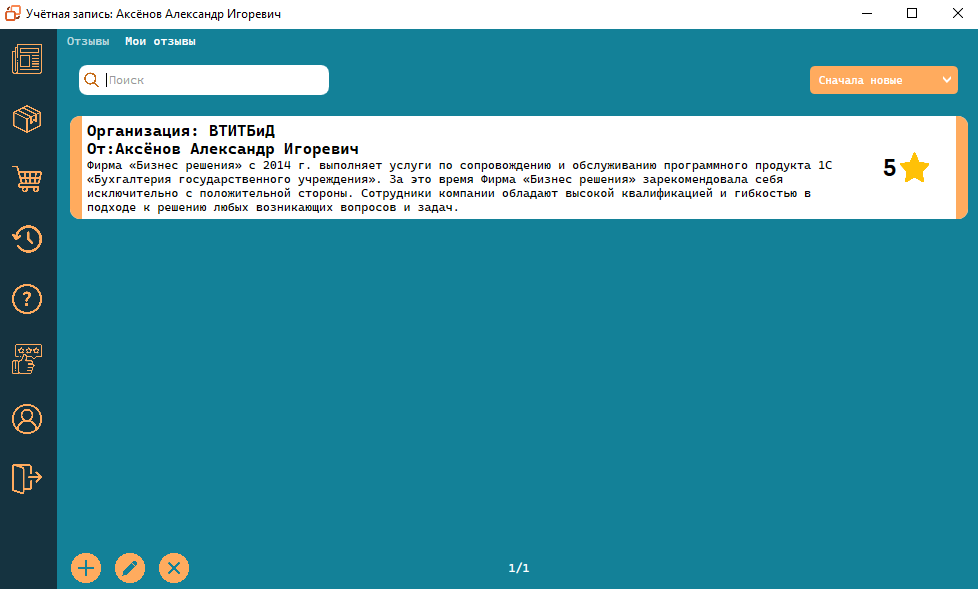 Учётная запись: Аксёнов Александр Игоревич
Отзывы Мои отзывы
Поиск
Сначала новые
Организация: ВТИТБиД
От:Аксёнов Александр Игоревич
Фирма «Бизнес решения» с 2014 г. выполняет услуги по сопровождению и обслуживанию программного продукта 1С
«Бухгалтерия государственного учреждения». За это время Фирма «Бизнес решения» зарекомендовала себя
исключительно с положительной стороны. Сотрудники компании обладают высокой квалификацией и гибкостью в
подходе к решению любых возникающих вопросов и задач.
5
1/1